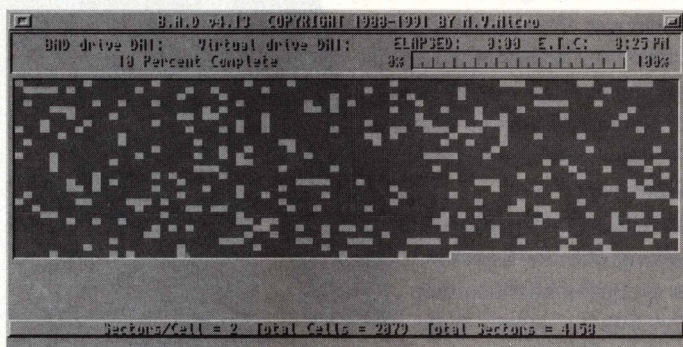 B.A.D v4.13 COPYRIGHT 1988-1991 BY M.V.Micro
BAD drive DH1: Virtual drive DH1: ELAPSED: 0:00 E.T.C: 0:25 PM
10 Percent Complete 0% 100%
Sectors/Cell = 2 Total Cells = 2079 Total Sectors = 4158